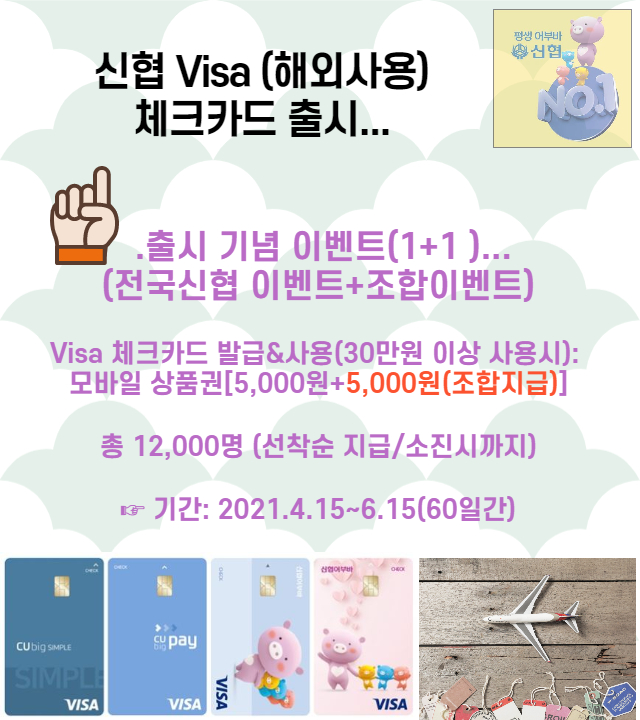 평생 어부바
신협
NO.1
신협 Visa (해외사용)
체크카드 출시...
.출시 기념 이벤트(1+1 )...
(전국신협 이벤트+조합이벤트)
Visa 체크카드 발급&사용(30만원 이상 사용시):
모바일 상품권[5,000원+5,000원(조합지급)]
총 12,000명 (선착순 지급/소진시까지)
☞ 기간: 2021.4.15~6.15(60일간)
CHECK
CU big SIMPLE
SIMPLE
VISA
CHECK
CU big pay
VISA
CHECK
신협어부바
VISA
신협어부바
CHECK
VISA